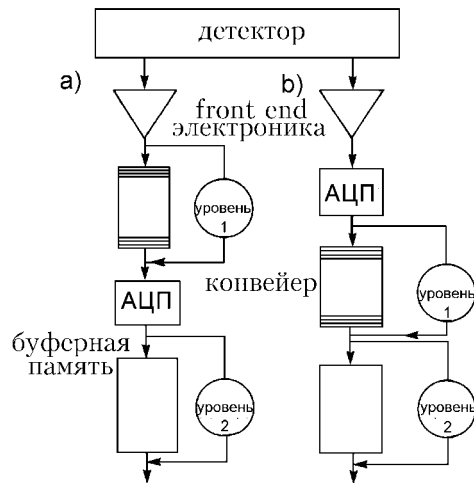 детектор
a)
b)
front end
электроника
АЦП
уровень
1
уровень
1
конвейер
АЦП
буферная
память
уровень
2
уровень
2